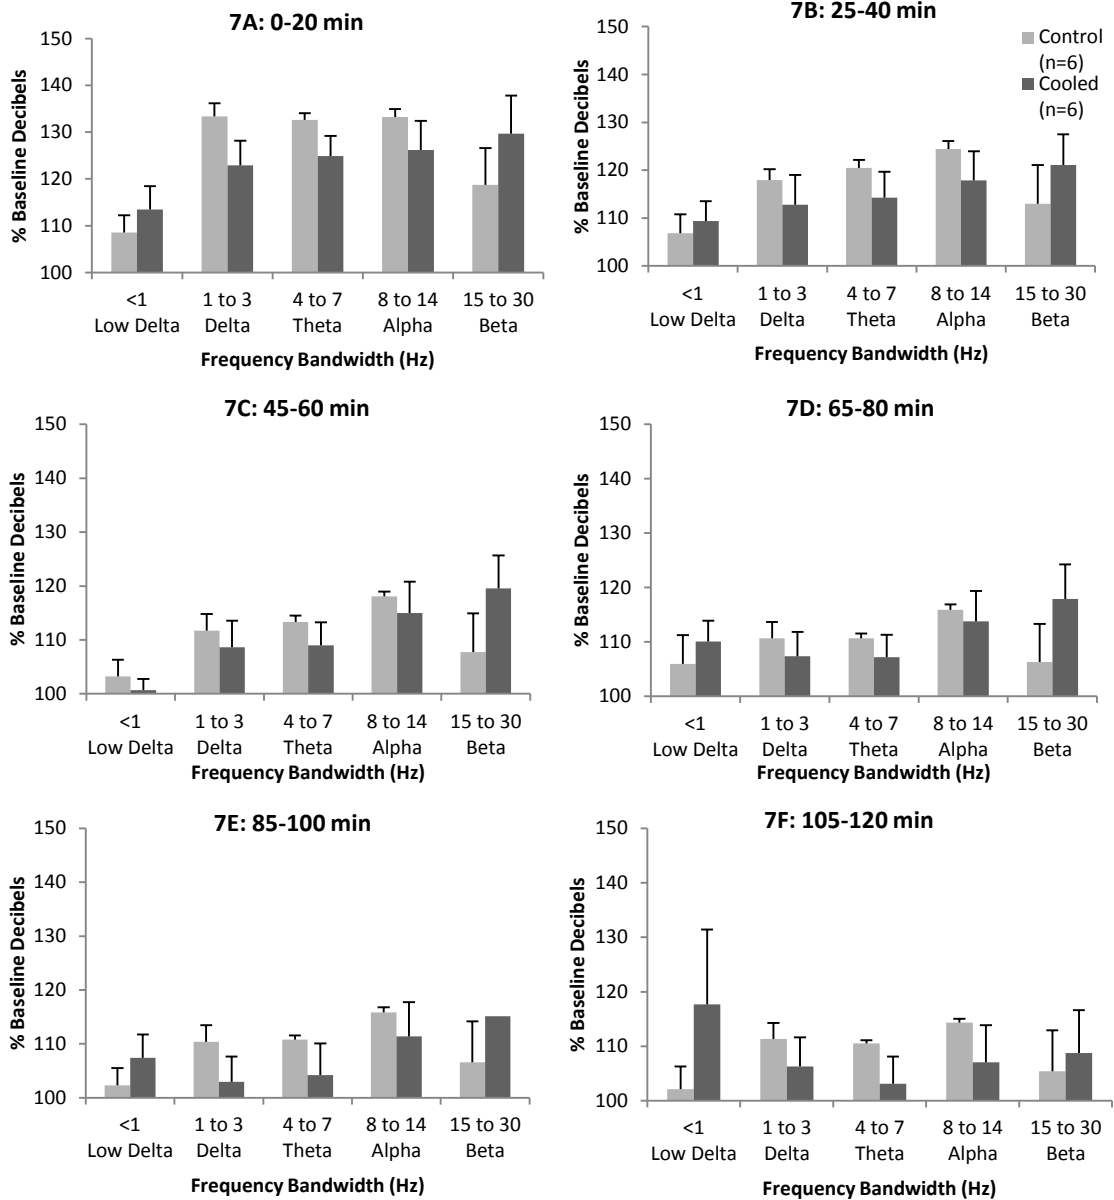 7A: 0-20 min
% Baseline Decibels
150
140
130
120
110
100
<1 1 to 3 4 to 7 8 to 14 15 to 30
Low Delta Delta Theta Alpha Beta
Frequency Bandwidth (Hz)
7B: 25-40 min
Control
(n=6)
Cooled
(n=6)
% Baseline Decibels
150
140
130
120
110
100
<1 1 to 3 4 to 7 8 to 14 15 to 30
Low Delta Delta Theta Alpha Beta
Frequency Bandwidth (Hz)
7C: 45-60 min
% Baseline Decibels
150
140
130
120
110
100
<1 1 to 3 4 to 7 8 to 14 15 to 30
Low Delta Delta Theta Alpha Beta
Frequency Bandwidth (Hz)
7D: 65-80 min
% Baseline Decibels
150
140
130
120
110
100
<1 1 to 3 4 to 7 8 to 14 15 to 30
Low Delta Delta Theta Alpha Beta
Frequency Bandwidth (Hz)
7E: 85-100 min
% Baseline Decibels
150
140
130
120
110
100
<1 1 to 3 4 to 7 8 to 14 15 to 30
Low Delta Delta Theta Alpha Beta
Frequency Bandwidth (Hz)
7F: 105-120 min
% Baseline Decibels
150
140
130
120
110
100
<1 1 to 3 4 to 7 8 to 14 15 to 30
Low Delta Delta Theta Alpha Beta
Frequency Bandwidth (Hz)